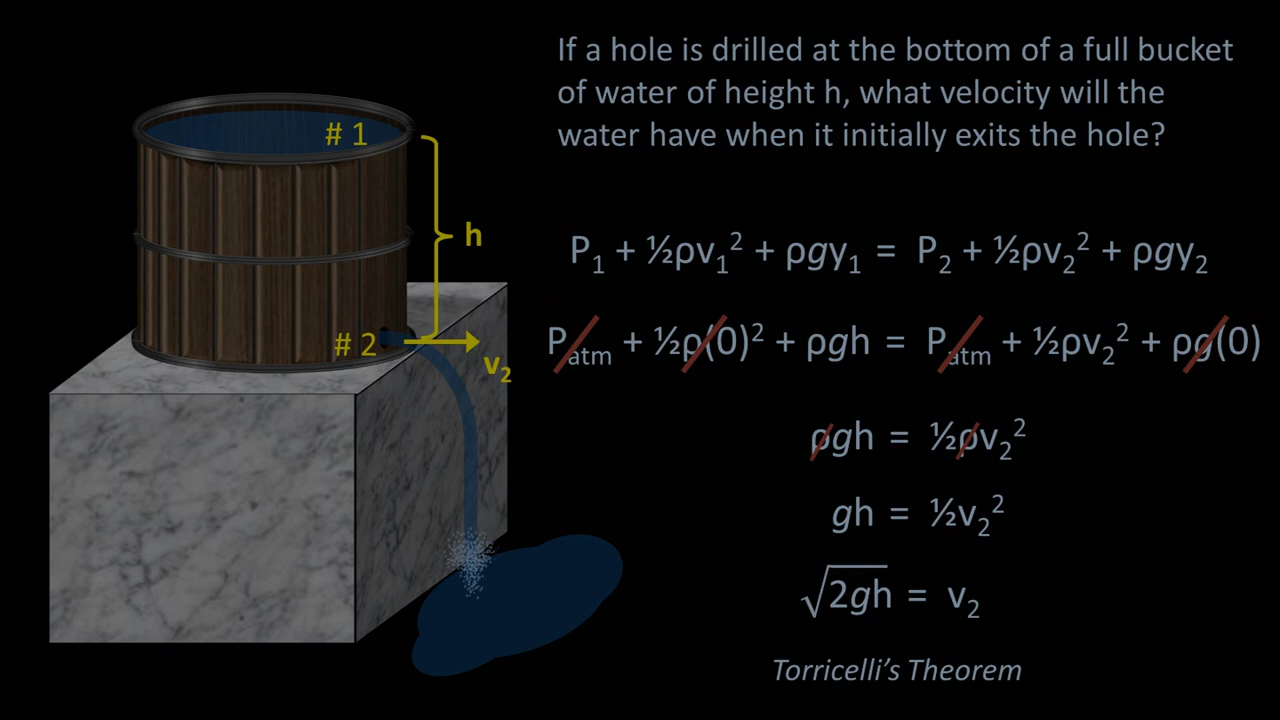 If a hole is drilled at the bottom of a full bucket
of water of height h, what velocity will the
water have when it initially exits the hole?
# 1
h
# 2
v₂
P₁ + ½ρv₁² + ρgy₁ = P₂ + ½ρv₂² + ρgy₂
Pₐₜₘ + ½ρ(0)² + ρgh = Pₐₜₘ + ½ρv₂² + ρg(0)
ρgh = ½ρv₂²
gh = ½v₂²
√2gh = v₂
Torricelli’s Theorem